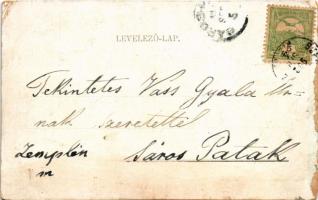 LEVELEZŐ-LAP.
Tekintetes Vass Gyula Ur-
nak szeretettel
Zemplén Sáros Patak
m